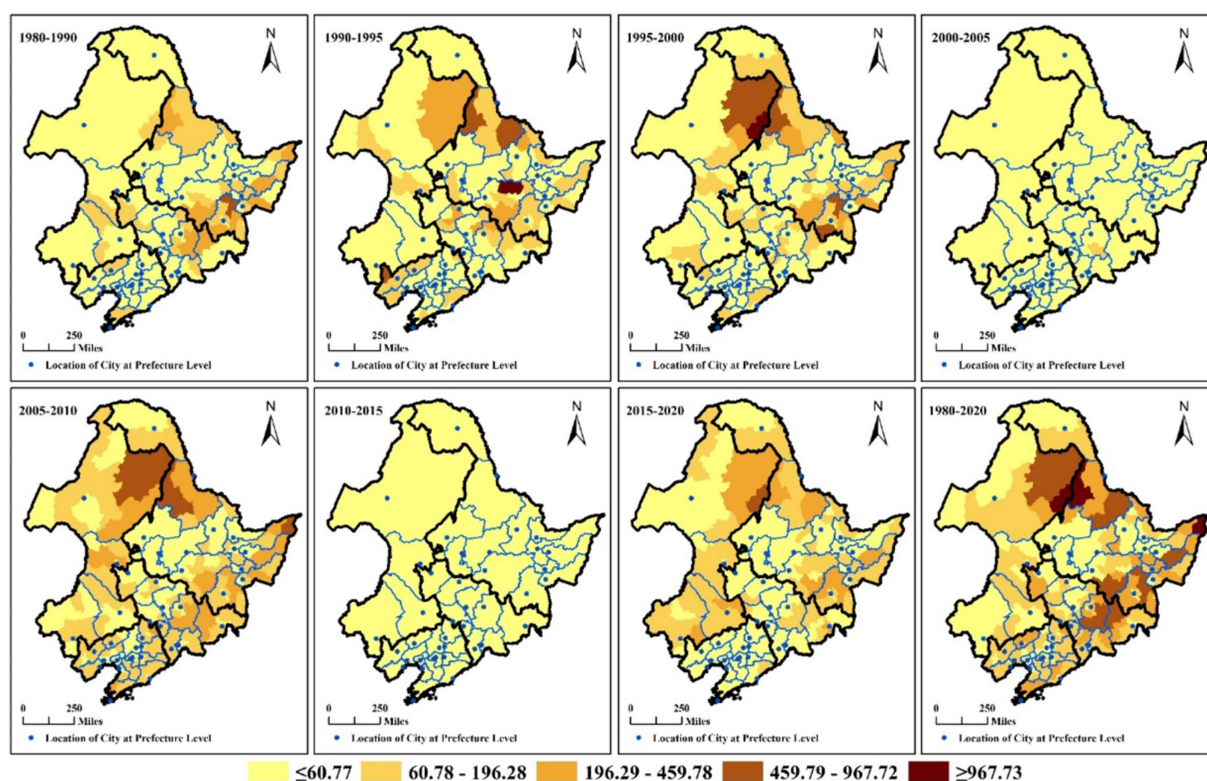 1980-1990
N
0 250
Miles
Location of City at Prefecture Level
1990-1995
N
0 250
Miles
Location of City at Prefecture Level
1995-2000
N
0 250
Miles
Location of City at Prefecture Level
2000-2005
N
0 250
Miles
Location of City at Prefecture Level
2005-2010
N
0 250
Miles
Location of City at Prefecture Level
2010-2015
N
0 250
Miles
Location of City at Prefecture Level
2015-2020
N
0 250
Miles
Location of City at Prefecture Level
1980-2020
N
0 250
Miles
Location of City at Prefecture Level
≤60.77 60.78 - 196.28 196.29 - 459.78 459.79 - 967.72 ≥967.73